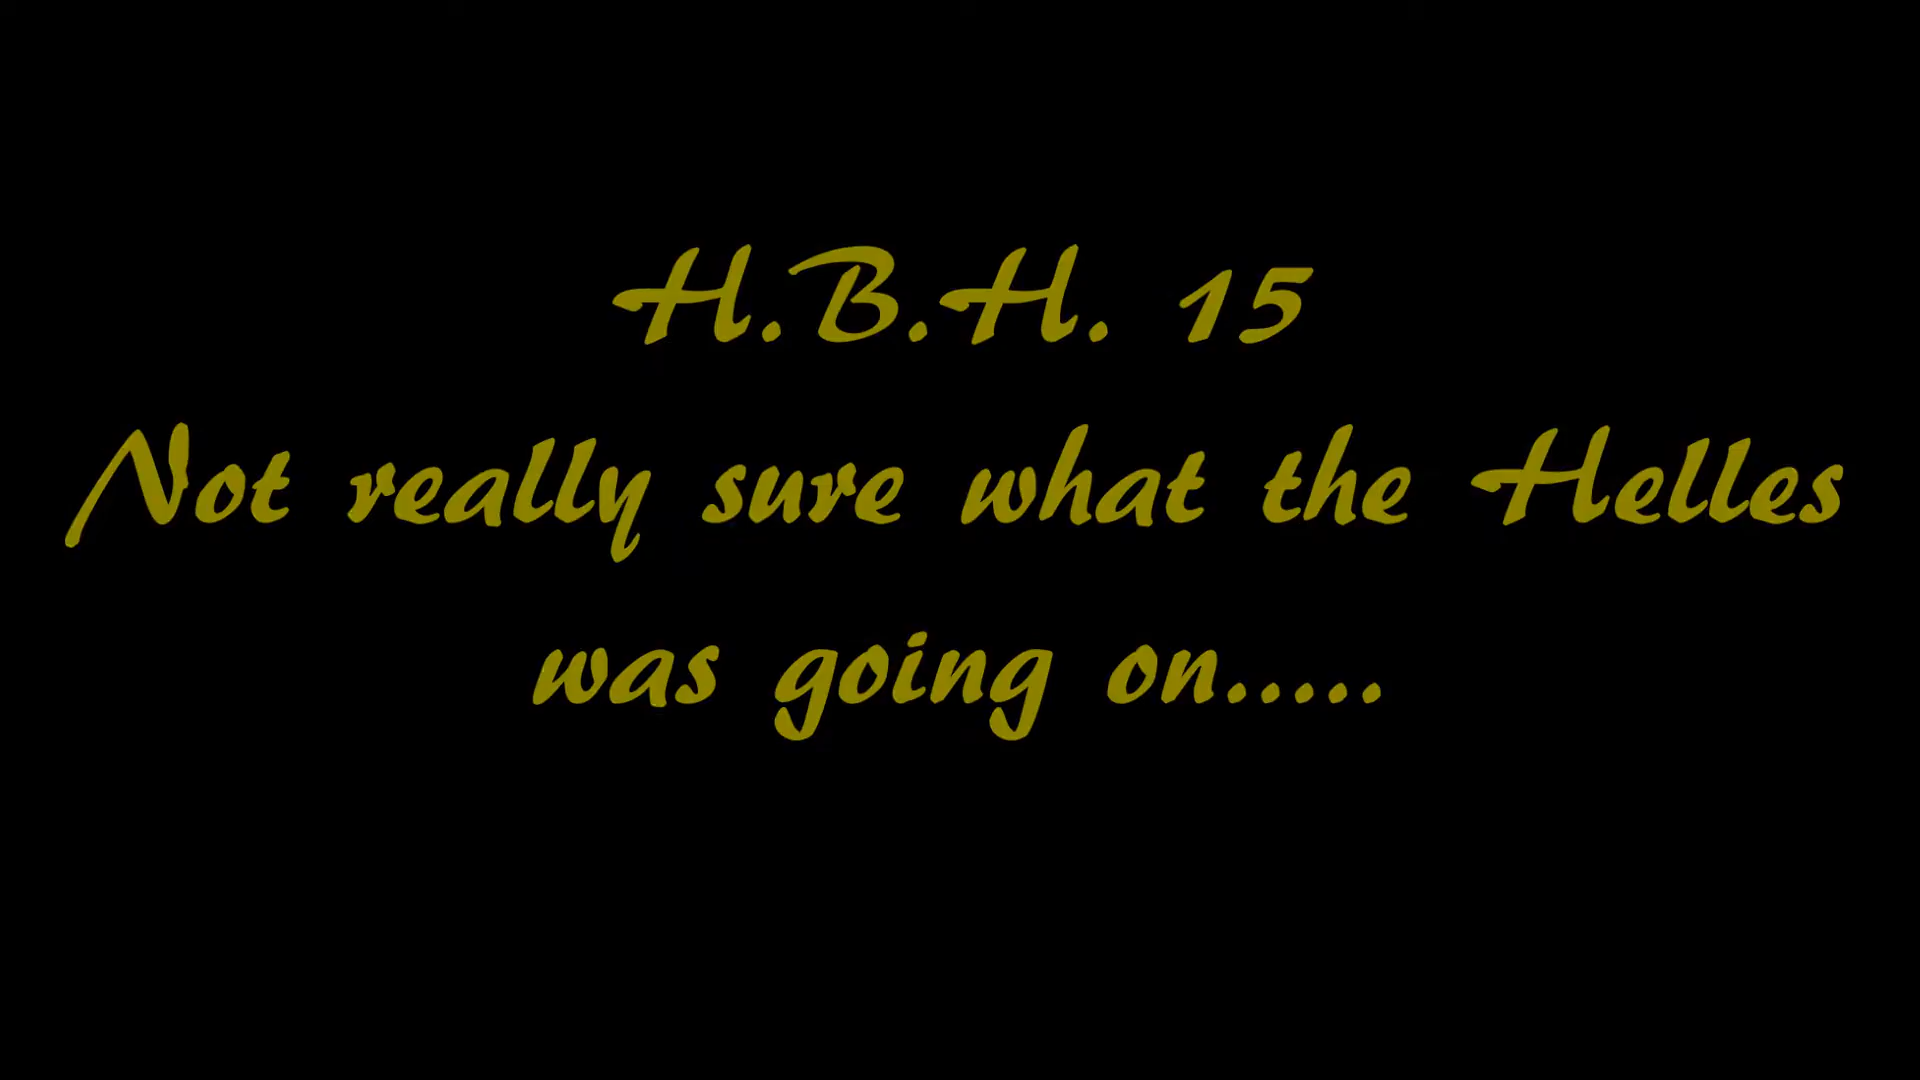 H.B.H. 15
Not really sure what the Helles
was going on.....